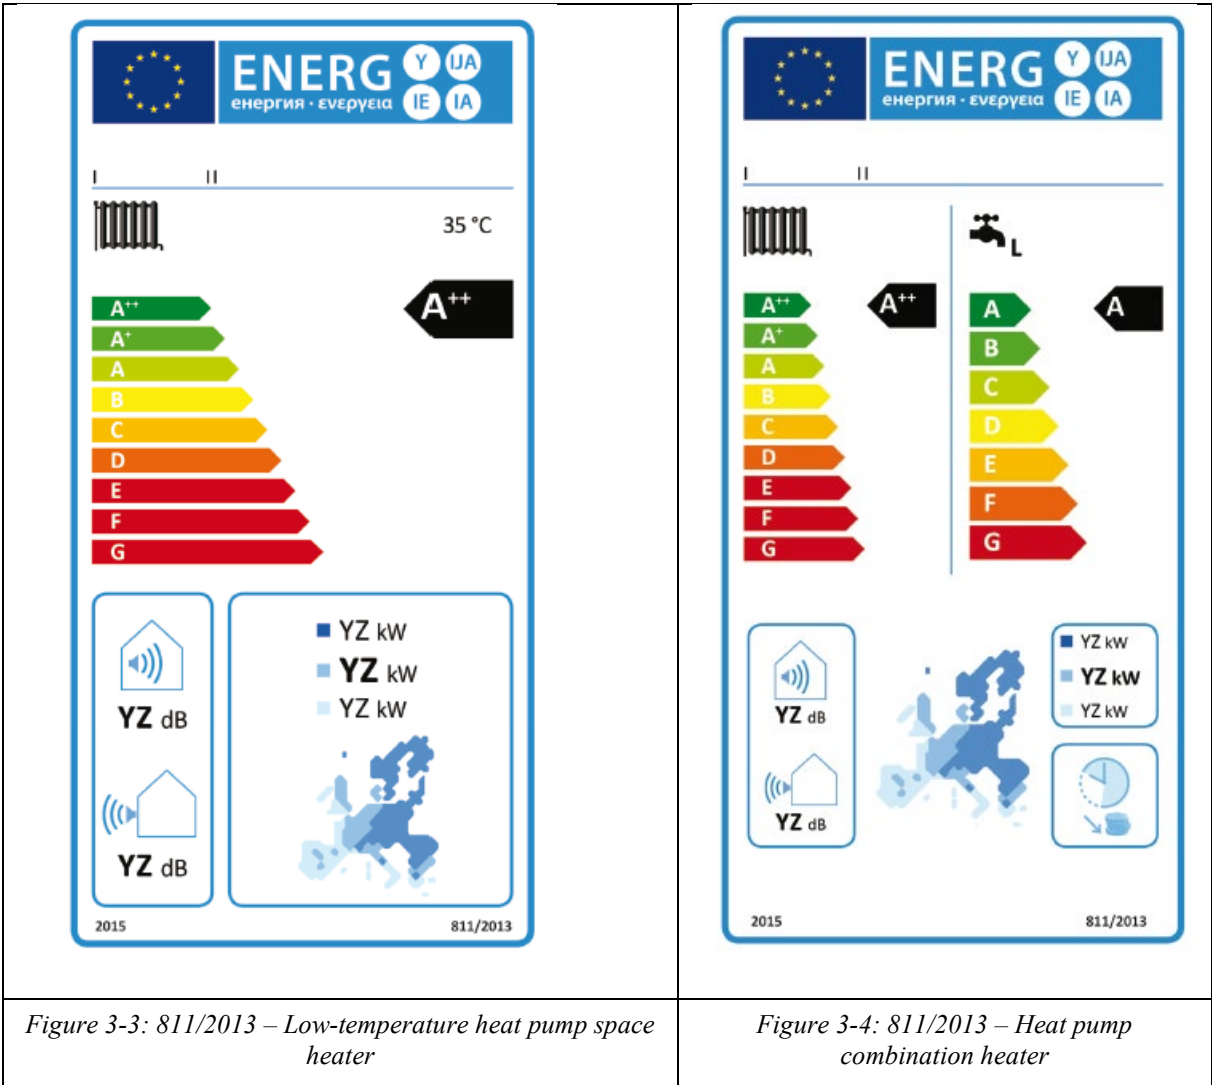 ENERG
енергия · ενεργεια
Y IJA
IE IA
I II
35 °C
A++
A++
A+
A
B
C
D
E
F
G
YZ dB
YZ dB
YZ kW
YZ kW
YZ kW
2015 811/2013
Figure 3-3: 811/2013 – Low-temperature heat pump space
heater
ENERG
енергия · ενεργεια
Y IJA
IE IA
I II
L
A++
A+
A
B
C
D
E
F
G
A++
A
B
C
D
E
F
G
A
YZ dB
YZ dB
YZ kW
YZ kW
YZ kW
2015 811/2013
Figure 3-4: 811/2013 – Heat pump
combination heater